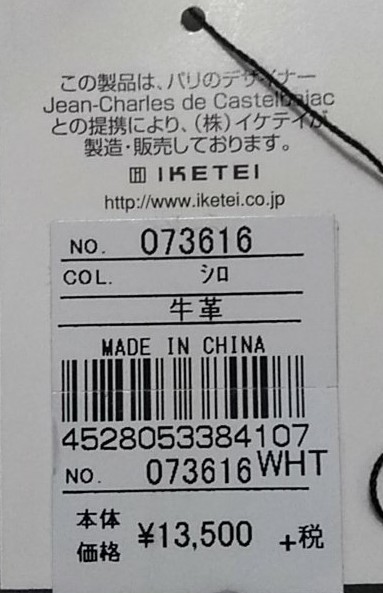 この製品は、パリのデザイナー
Jean-Charles de Castelbajac
との提携により、(株)イケテイが
製造・販売しております。
IKETEI
http://www.iketei.co.jp
NO. 073616
COL. シロ
牛革
MADE IN CHINA
4528053384107
NO. 073616WHT
本体価格 ¥13,500 +税